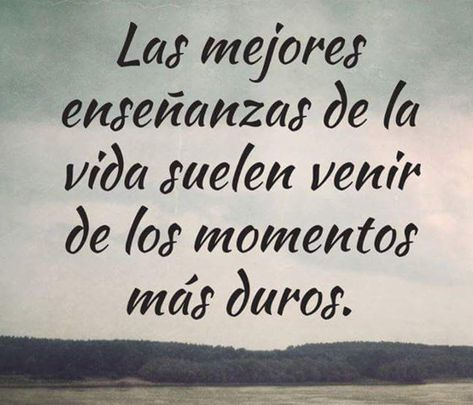 Las mejores
enseñanzas de la
vida suelen venir
de los momentos
más duros.